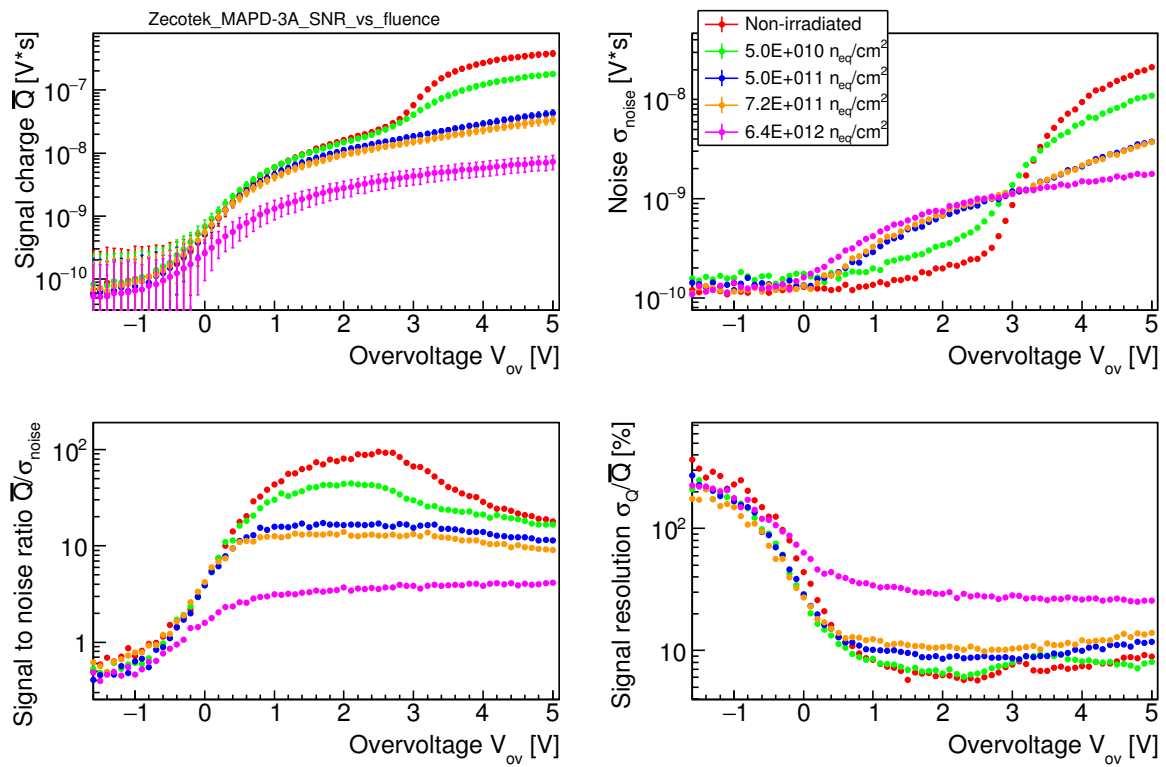 Zecotek_MAPD-3A_SNR_vs_fluence
Signal charge Q̅ [V*s]
10⁻⁷
10⁻⁸
10⁻⁹
10⁻¹⁰
−1 0 1 2 3 4 5
Overvoltage V_ov [V]
Non-irradiated
5.0E+010 n_eq/cm²
5.0E+011 n_eq/cm²
7.2E+011 n_eq/cm²
6.4E+012 n_eq/cm²
Noise σ_noise [V*s]
10⁻⁸
10⁻⁹
10⁻¹⁰
−1 0 1 2 3 4 5
Overvoltage V_ov [V]
Signal to noise ratio Q̅/σ_noise
10²
10
1
−1 0 1 2 3 4 5
Overvoltage V_ov [V]
Signal resolution σ_Q/Q̅ [%]
10²
10
−1 0 1 2 3 4 5
Overvoltage V_ov [V]